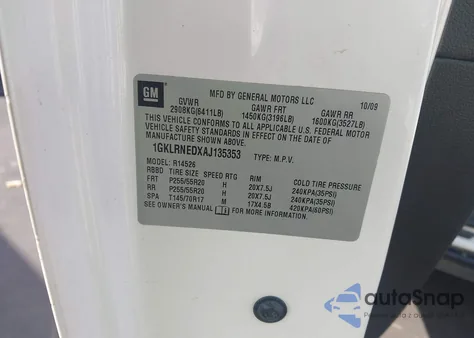 GM
MFD BY GENERAL MOTORS LLC
10/09
GVWR GAWR FRT GAWR RR
2908KG(6411LB) 1450KG(3196LB) 1600KG(3527LB)
THIS VEHICLE CONFORMS TO ALL APPLICABLE U.S. FEDERAL MOTOR
VEHICLE SAFETY STANDARDS IN EFFECT ON THE DATE OF
MANUFACTURE SHOWN ABOVE.
1GKLRNEDXAJ135353 TYPE: M.P.V.
MODEL: R14526
RBBD TIRE SIZE SPEED RTG RIM COLD TIRE PRESSURE
FRT P255/55R20 H 20X7.5J 240KPA(35PSI)
RR P255/55R20 H 20X7.5J 240KPA(35PSI)
SPA T145/70R17 M 17X4.5B 420KPA(60PSI)
SEE OWNER'S MANUAL FOR MORE INFORMATION.
autoSnap